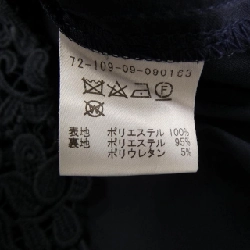 72-109-09-090103
表地 ポリエステル 100%
裏地 ポリエステル 95%
ポリウレタン 5%